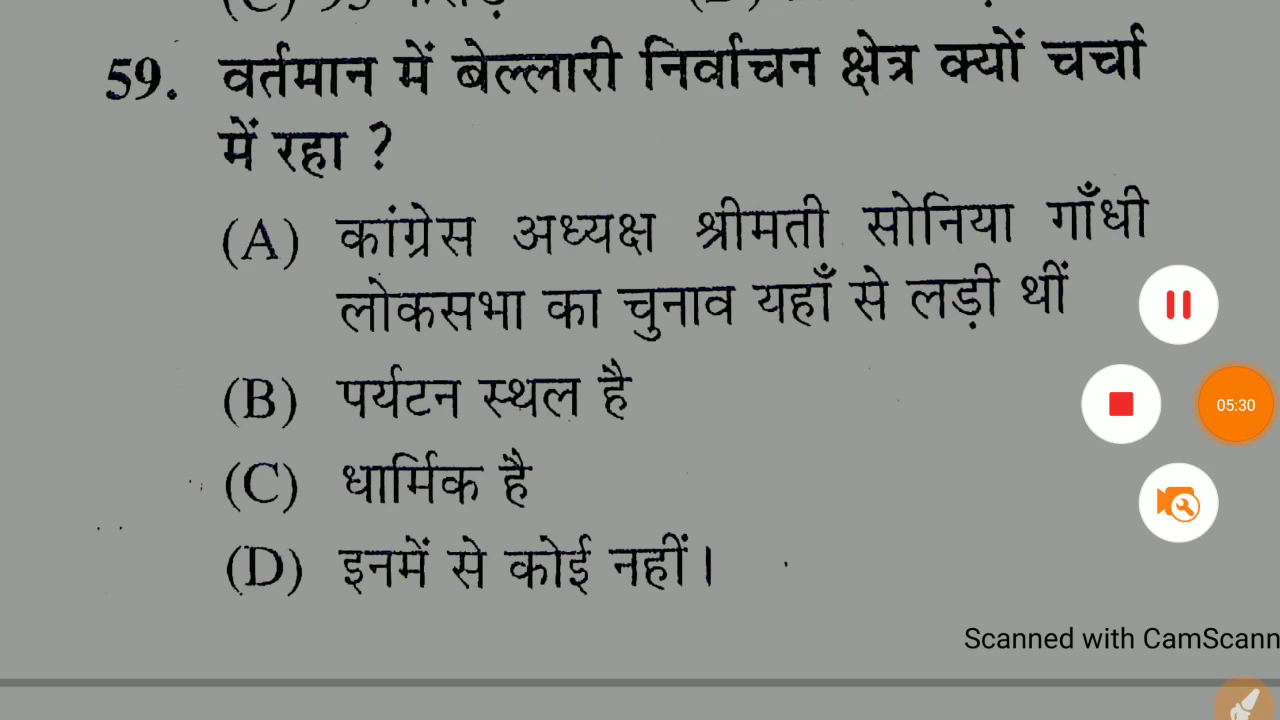 59. वर्तमान में बेल्लारी निर्वाचन क्षेत्र क्यों चर्चा
में रहा ?
(A) कांग्रेस अध्यक्ष श्रीमती सोनिया गाँधी
लोकसभा का चुनाव यहाँ से लड़ी थीं
(B) पर्यटन स्थल है
05:30
(C) धार्मिक है
(D) इनमें से कोई नहीं।
Scanned with CamScann